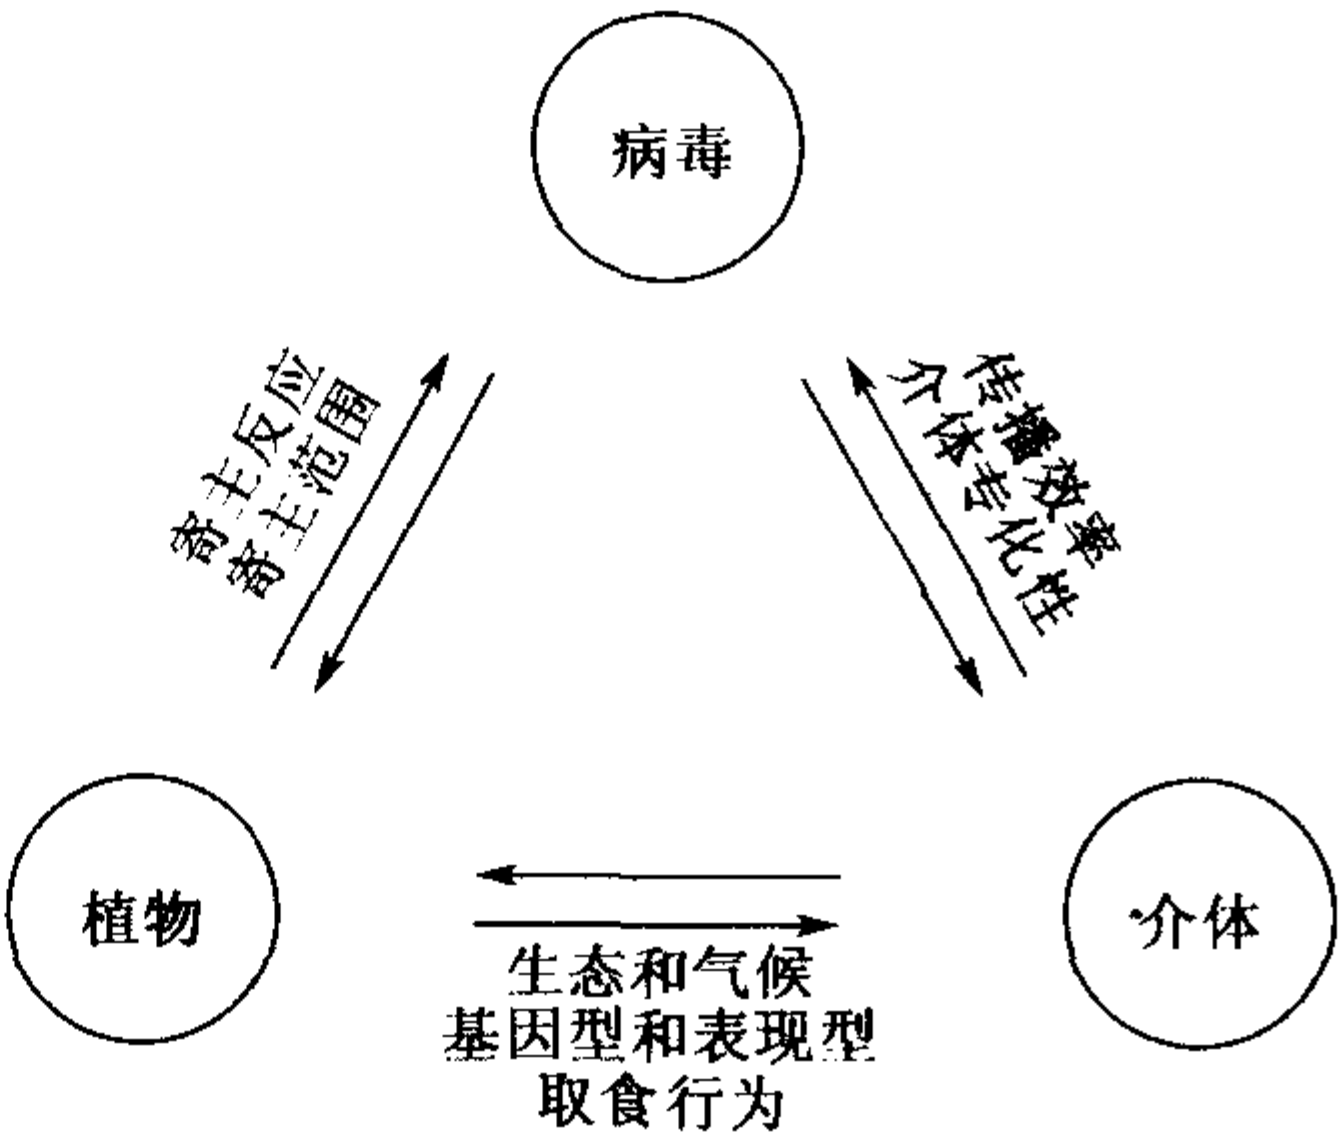 病毒
寄主反应
寄主范围
传播效率
介体专化性
植物
介体
生态和气候
基因型和表现型
取食行为